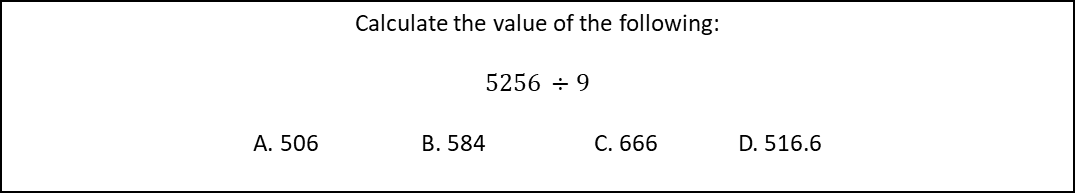 Calculate the value of the following:
5256 ÷ 9
A. 506 B. 584 C. 666 D. 516.6